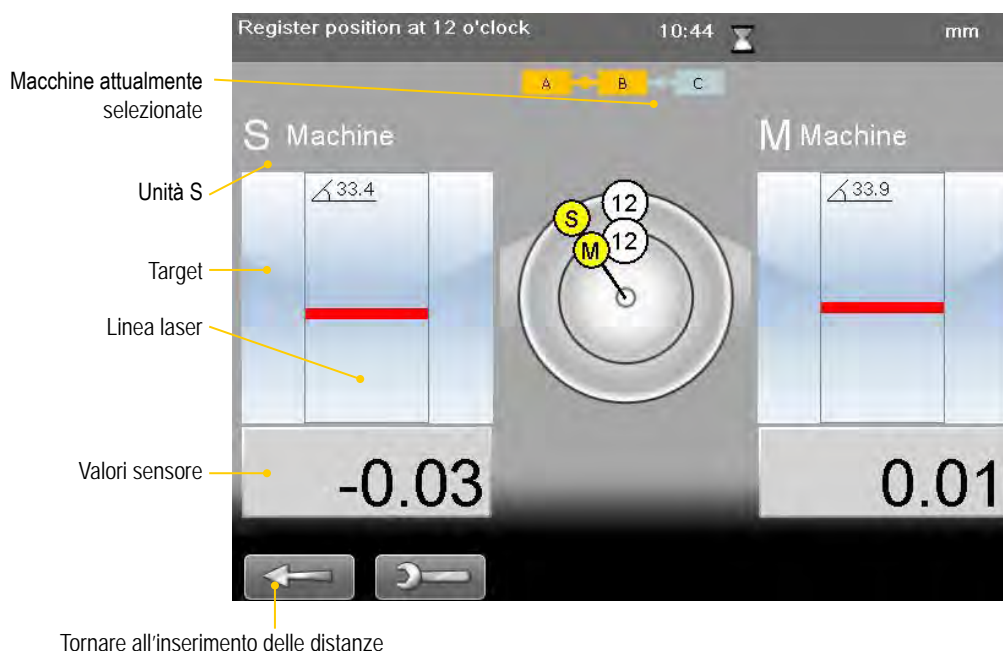 Register position at 12 o'clock 10:44 mm
Macchine attualmente
selezionate
A B C
S Machine
M Machine
Unità S
33.4
33.9
12
S
12
M
Target
Linea laser
Valori sensore
-0.03
0.01
Tornare all'inserimento delle distanze